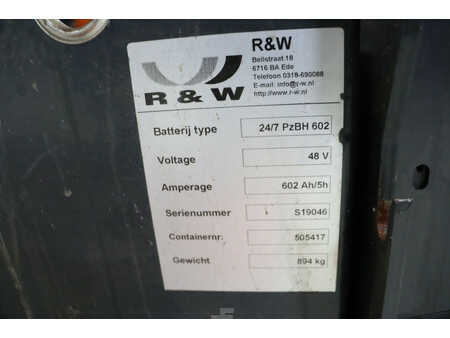 R & W
R&W
Bellstraat 18
6716 BA Ede
Telefoon 0318-690088
E-mail: info@r-w.nl
http://www.r-w.nl
Batterij type 24/7 PzBH 602
Voltage 48 V
Amperage 602 Ah/5h
Serienummer S19046
Containernr. 505417
Gewicht 894 kg